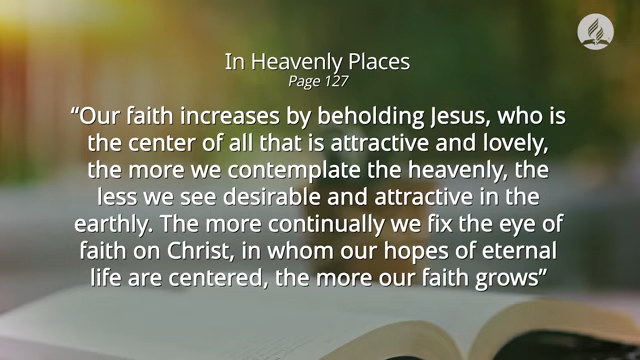 In Heavenly Places
Page 127
“Our faith increases by beholding Jesus, who is
the center of all that is attractive and lovely,
the more we contemplate the heavenly, the
less we see desirable and attractive in the
earthly. The more continually we fix the eye of
faith on Christ, in whom our hopes of eternal
life are centered, the more our faith grows”